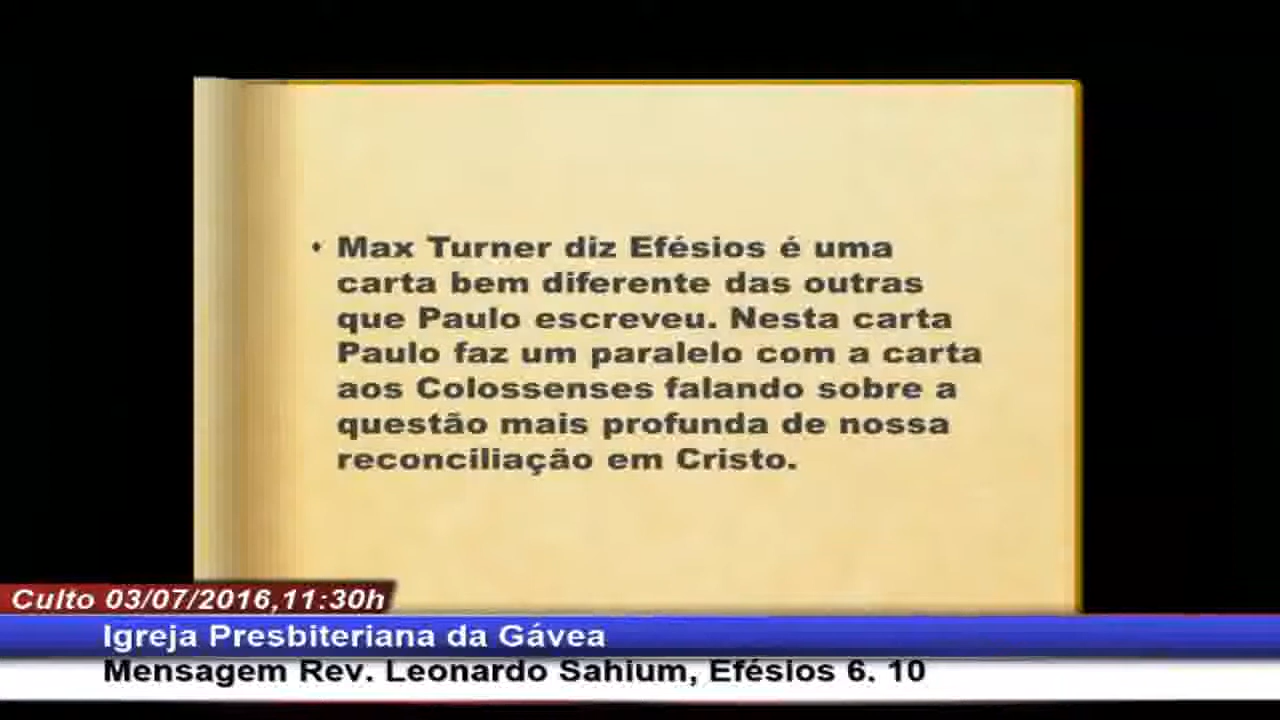 • Max Turner diz Efésios é uma
carta bem diferente das outras
que Paulo escreveu. Nesta carta
Paulo faz um paralelo com a carta
aos Colossenses falando sobre a
questão mais profunda de nossa
reconciliação em Cristo.
Culto 03/07/2016,11:30h
Igreja Presbiteriana da Gávea
Mensagem Rev. Leonardo Sahium, Efésios 6. 10